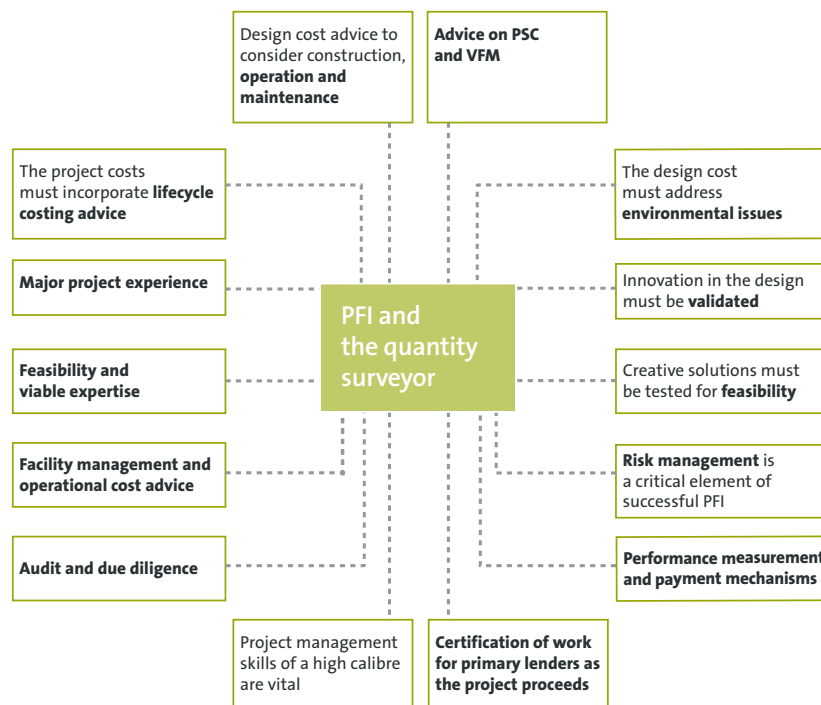 Design cost advice to
consider construction,
operation and
maintenance
Advice on PSC
and VFM
The project costs
must incorporate lifecycle
costing advice
The design cost
must address
environmental issues
Major project experience
Innovation in the design
must be validated
PFI and
the quantity
surveyor
Feasibility and
viable expertise
Creative solutions must
be tested for feasibility
Facility management and
operational cost advice
Risk management is
a critical element of
successful PFI
Audit and due diligence
Performance measurement
and payment mechanisms
Project management
skills of a high calibre
are vital
Certification of work
for primary lenders as
the project proceeds